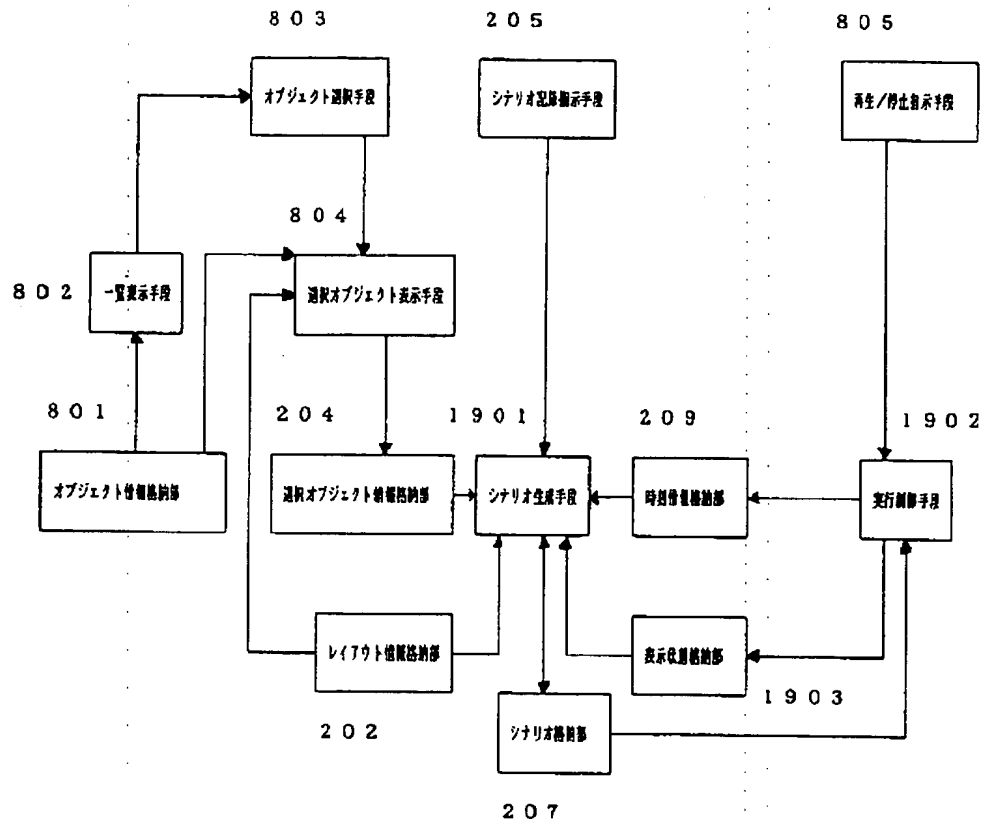 803
205
805
オブジェクト選択手段
シナリオ記録指示手段
再生/停止指示手段
804
802
一覧表示手段
選択オブジェクト表示手段
801
204
1901
209
1902
オブジェクト情報格納部
選択オブジェクト情報格納部
シナリオ生成手段
時刻情報格納部
実行制御手段
レイアウト情報格納部
表示状態格納部
202
シナリオ格納部
1903
207